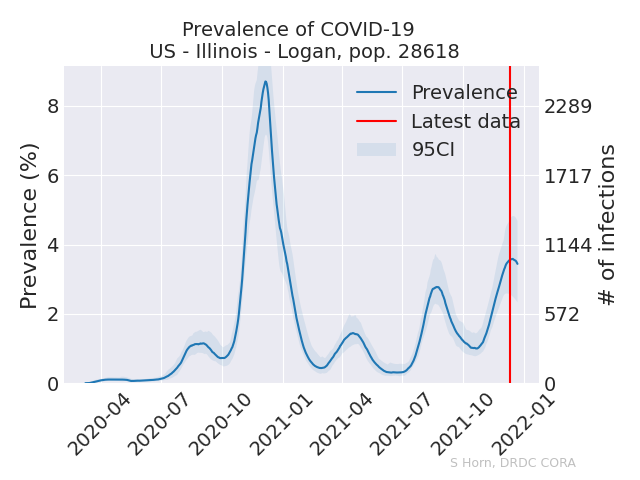 Prevalence of COVID-19
US - Illinois - Logan, pop. 28618
Prevalence (%)
8
6
4
2
0
Prevalence
Latest data
95CI
2289
1717
1144
572
0
# of infections
2020-04
2020-07
2020-10
2021-01
2021-04
2021-07
2021-10
2022-01
S Horn, DRDC CORA